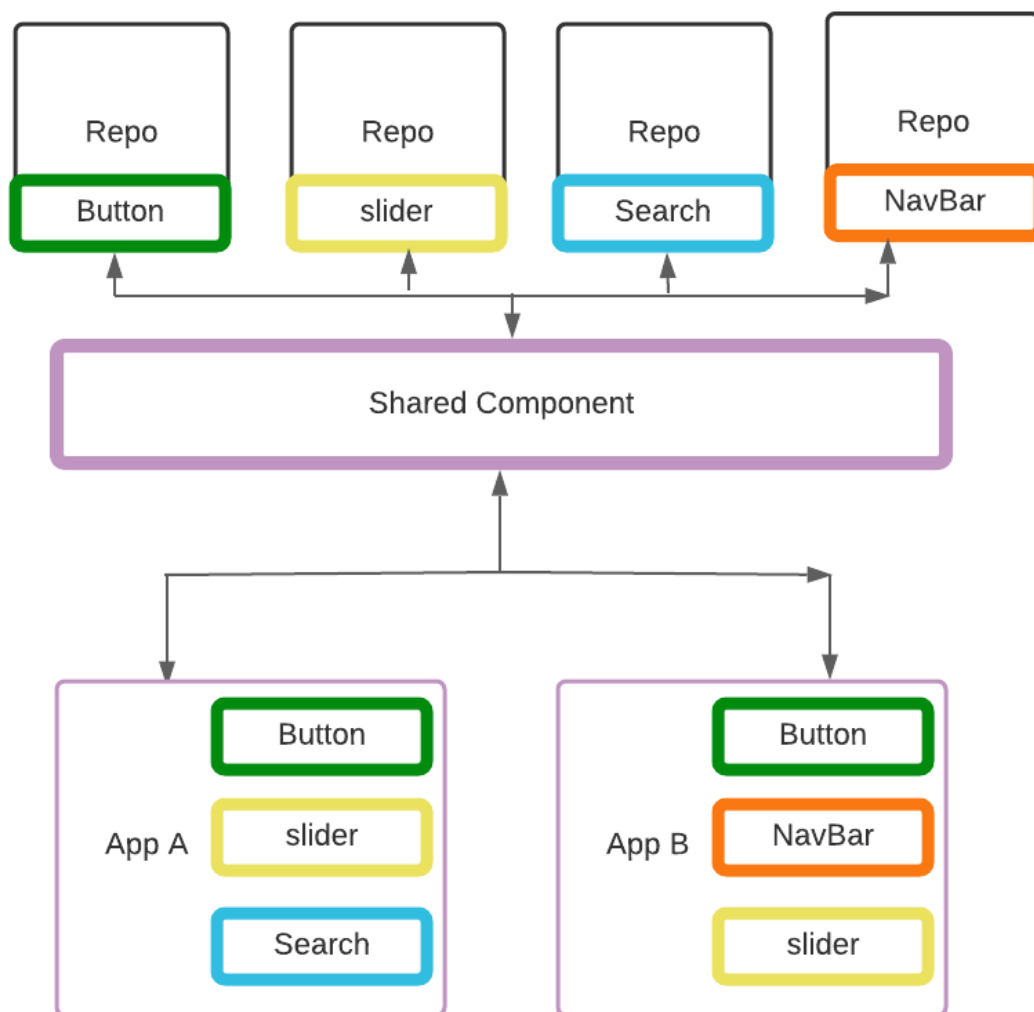 Repo
Repo
Repo
Repo
Button
slider
Search
NavBar
Shared Component
App A
Button
slider
Search
App B
Button
NavBar
slider